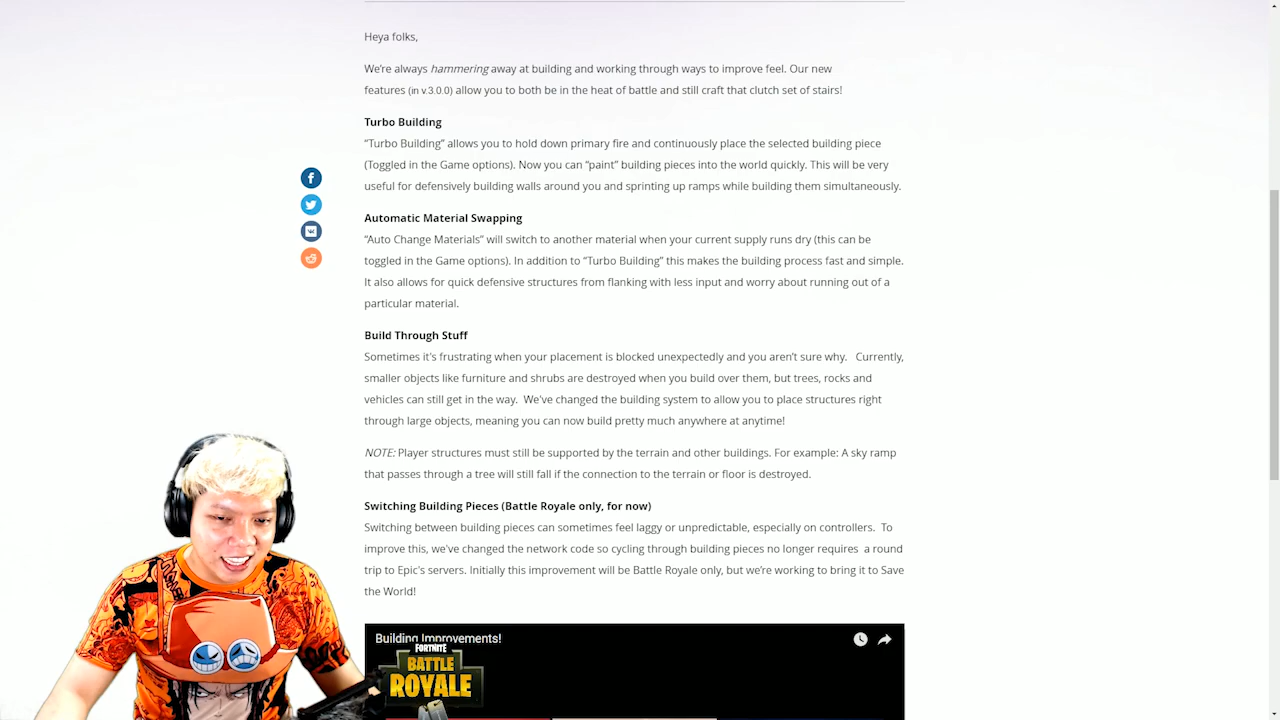 Heya folks,
We're always hammering away at building and working through ways to improve feel. Our new
features (in v.3.0.0) allow you to both be in the heat of battle and still craft that clutch set of stairs!
Turbo Building
“Turbo Building” allows you to hold down primary fire and continuously place the selected building piece
(Toggled in the Game options). Now you can “paint” building pieces into the world quickly. This will be very
useful for defensively building walls around you and sprinting up ramps while building them simultaneously.
Automatic Material Swapping
“Auto Change Materials” will switch to another material when your current supply runs dry (this can be
toggled in the Game options). In addition to “Turbo Building” this makes the building process fast and simple.
It also allows for quick defensive structures from flanking with less input and worry about running out of a
particular material.
Build Through Stuff
Sometimes it's frustrating when your placement is blocked unexpectedly and you aren't sure why. Currently,
smaller objects like furniture and shrubs are destroyed when you build over them, but trees, rocks and
vehicles can still get in the way. We've changed the building system to allow you to place structures right
through large objects, meaning you can now build pretty much anywhere at anytime!
NOTE: Player structures must still be supported by the terrain and other buildings. For example: A sky ramp
that passes through a tree will still fall if the connection to the terrain or floor is destroyed.
Switching Building Pieces (Battle Royale only, for now)
Switching between building pieces can sometimes feel laggy or unpredictable, especially on controllers. To
improve this, we've changed the network code so cycling through building pieces no longer requires a round
trip to Epic's servers. Initially this improvement will be Battle Royale only, but we're working to bring it to Save
the World!
Building Improvements!
FORTNITE
BATTLE
ROYALE